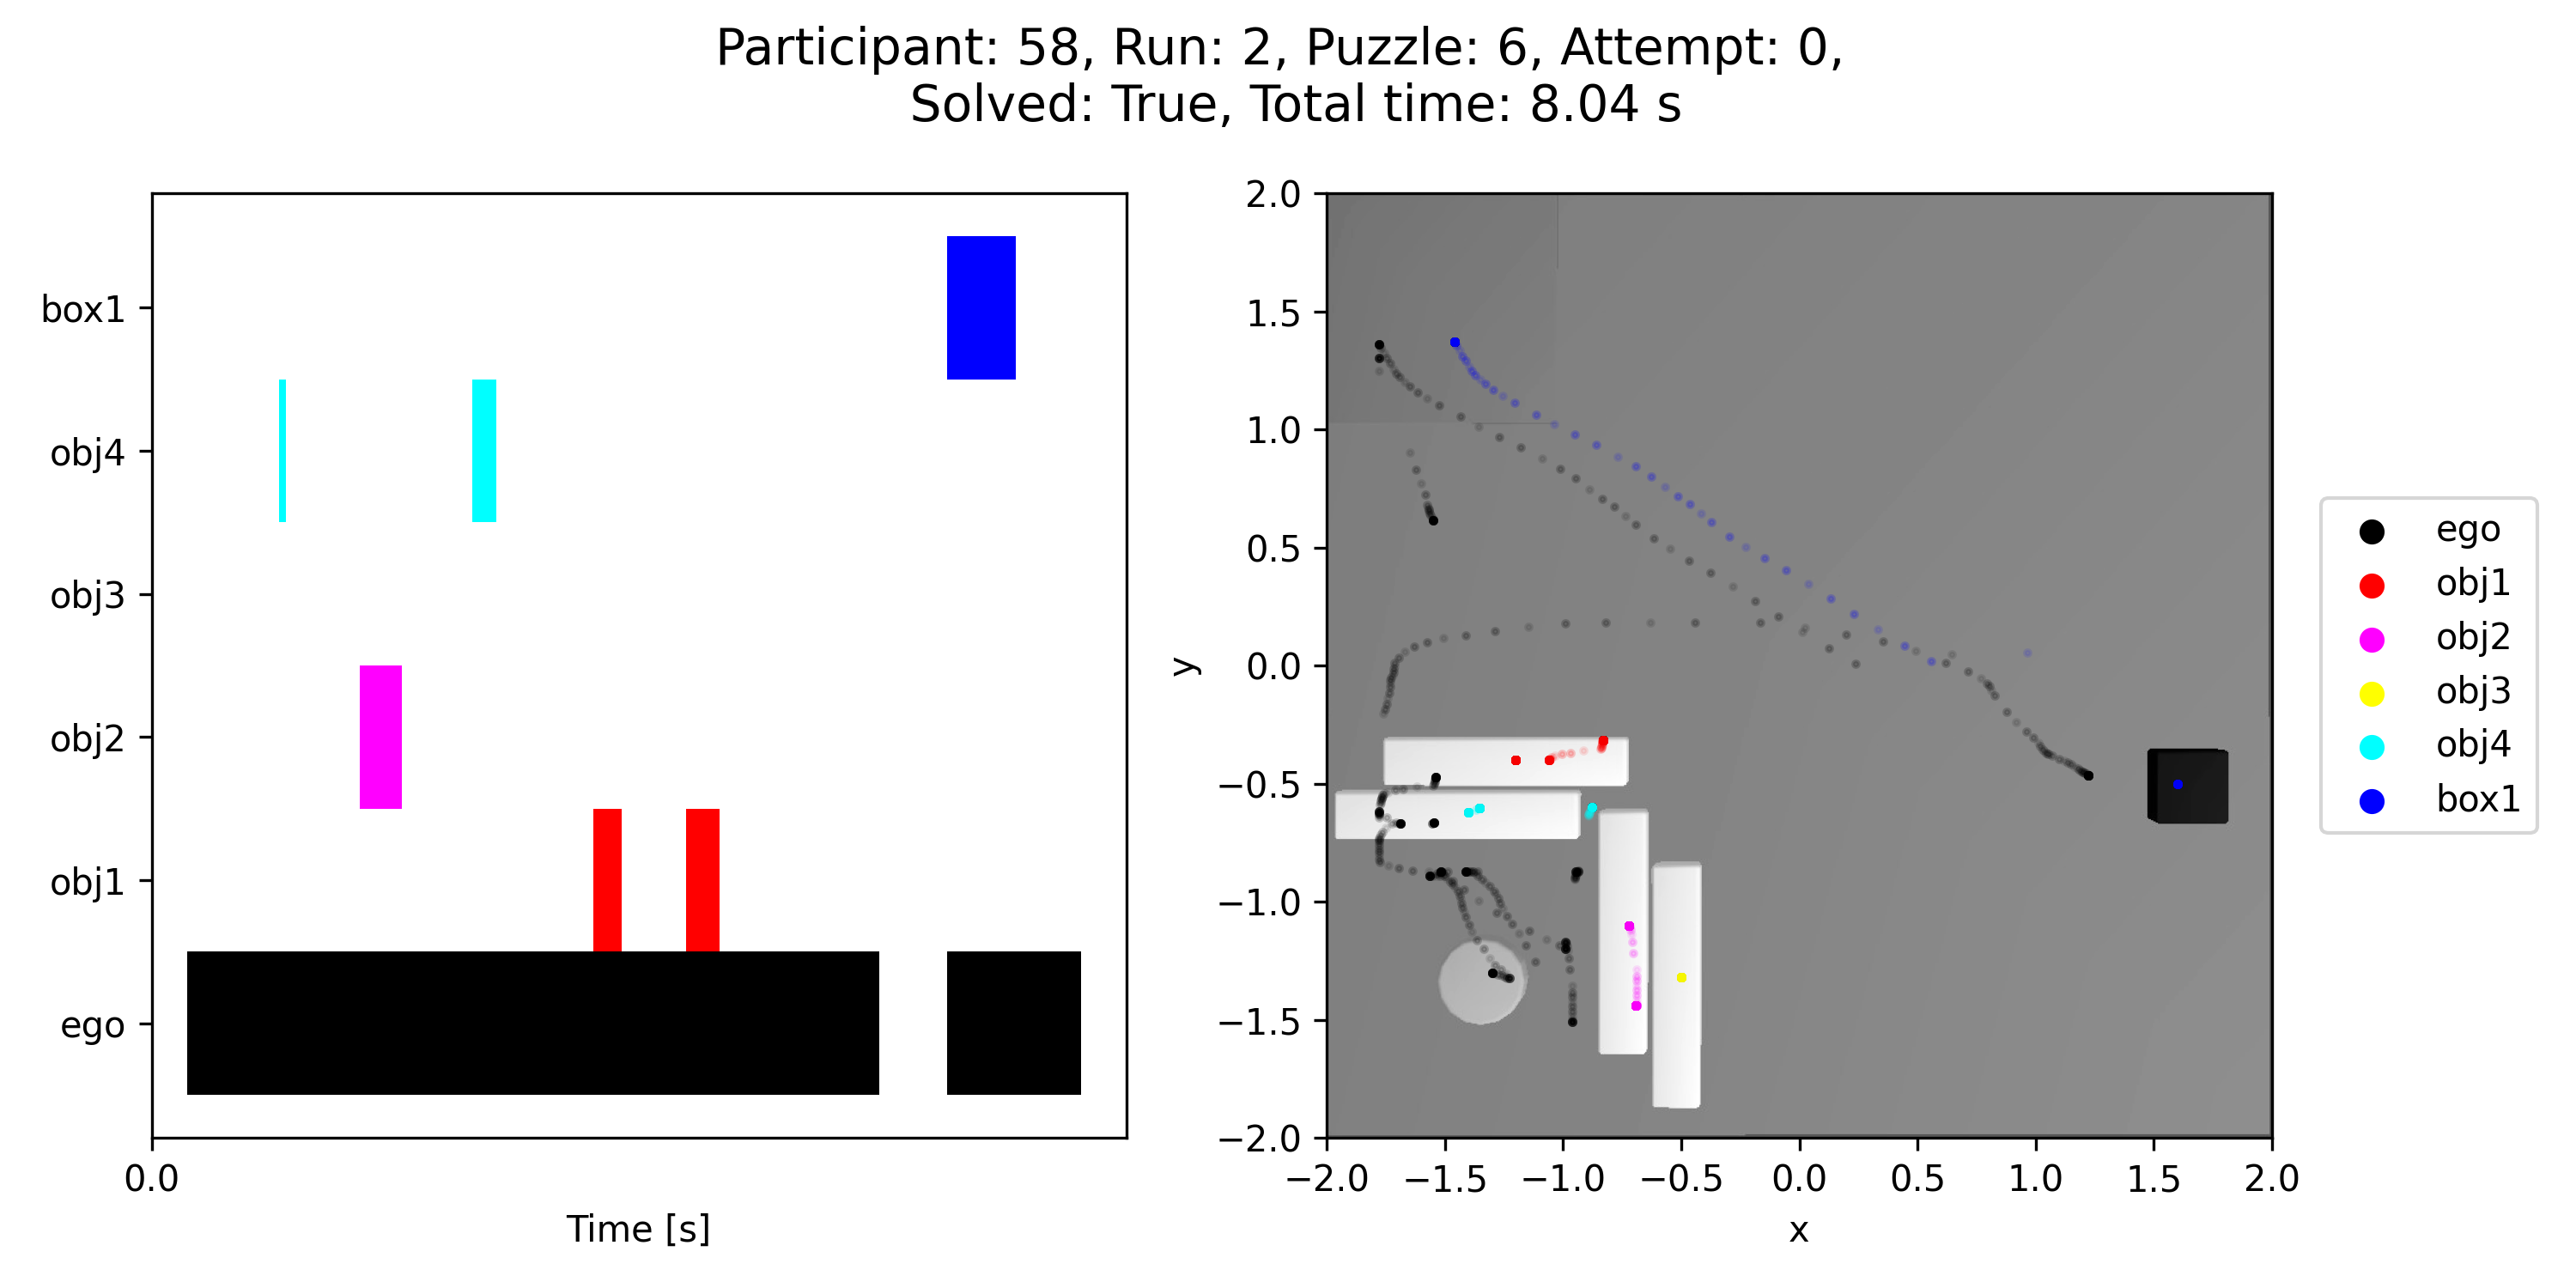 Participant: 58, Run: 2, Puzzle: 6, Attempt: 0,
Solved: True, Total time: 8.04 s
box1
obj4
obj3
obj2
obj1
ego
0.0
Time [s]
2.0
1.5
1.0
0.5
0.0
−0.5
−1.0
−1.5
−2.0
y
−2.0 −1.5 −1.0 −0.5 0.0 0.5 1.0 1.5 2.0
x
ego
obj1
obj2
obj3
obj4
box1